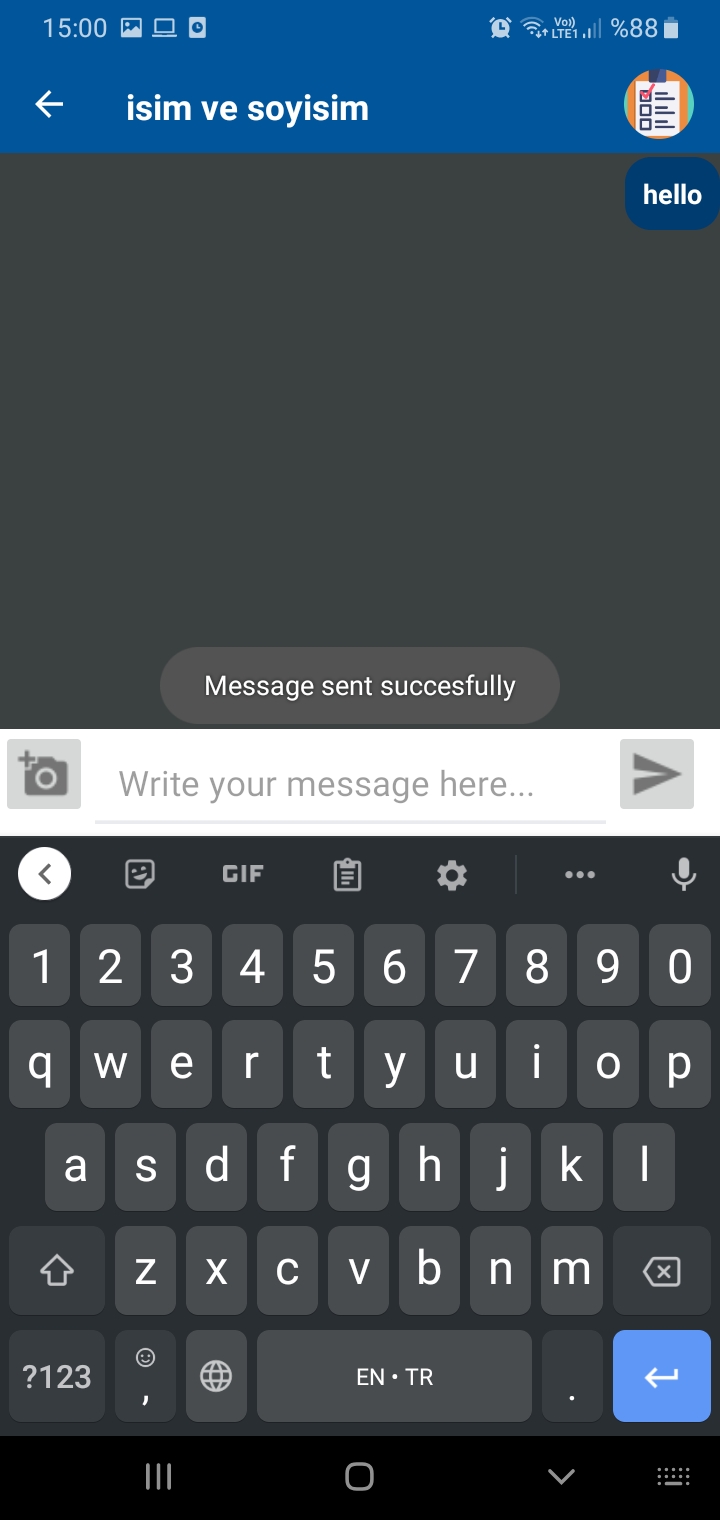 15:00 Vo)) LTE1 %88
isim ve soyisim
hello
Message sent succesfully
Write your message here...
GIF
1 2 3 4 5 6 7 8 9 0
q w e r t y u i o p
a s d f g h j k l
z x c v b n m
?123 , EN • TR .